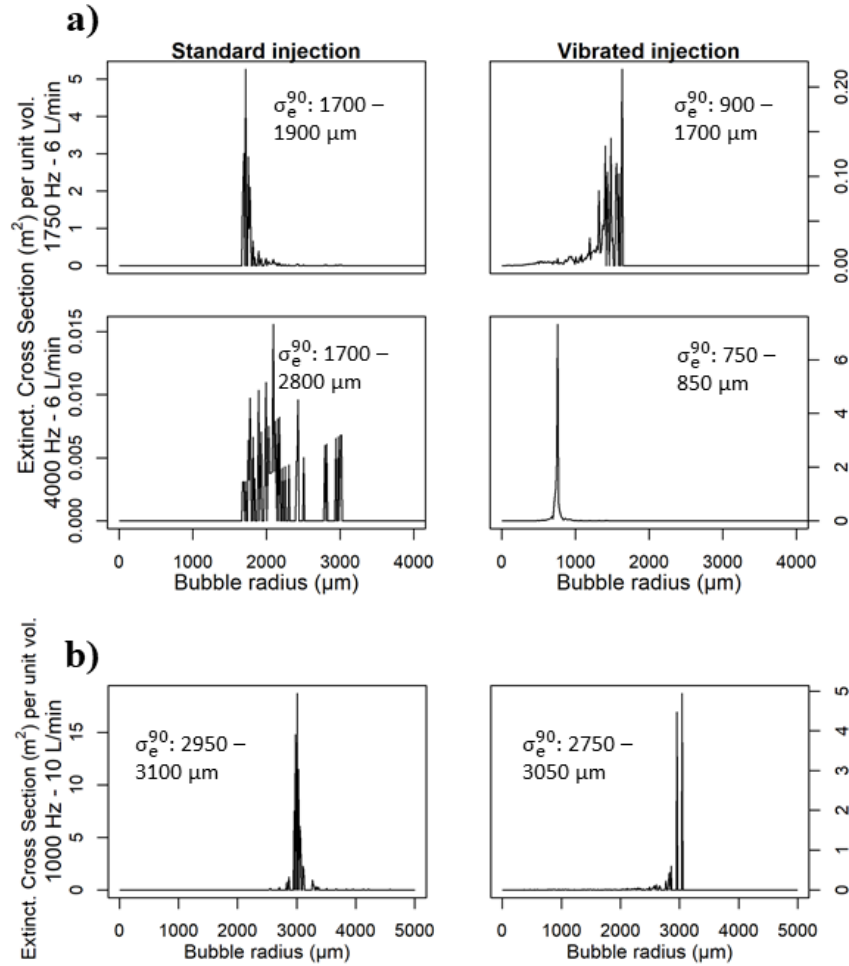 a)
Standard injection
Vibrated injection
Extinct. Cross Section (m²) per unit vol.
1750 Hz - 6 L/min
4000 Hz - 6 L/min
0 1 2 3 4 5
σₑ⁹⁰: 1700 –
1900 μm
σₑ⁹⁰: 900 –
1700 μm
0.00 0.10 0.20
0.000 0.005 0.010 0.015
σₑ⁹⁰: 1700 –
2800 μm
σₑ⁹⁰: 750 –
850 μm
0 2 4 6
0 1000 2000 3000 4000
Bubble radius (μm)
0 1000 2000 3000 4000
Bubble radius (μm)
b)
Extinct. Cross Section (m²) per unit vol.
1000 Hz - 10 L/min
0 5 10 15
σₑ⁹⁰: 2950 –
3100 μm
σₑ⁹⁰: 2750 –
3050 μm
0 1 2 3 4 5
0 1000 2000 3000 4000 5000
Bubble radius (μm)
0 1000 2000 3000 4000 5000
Bubble radius (μm)